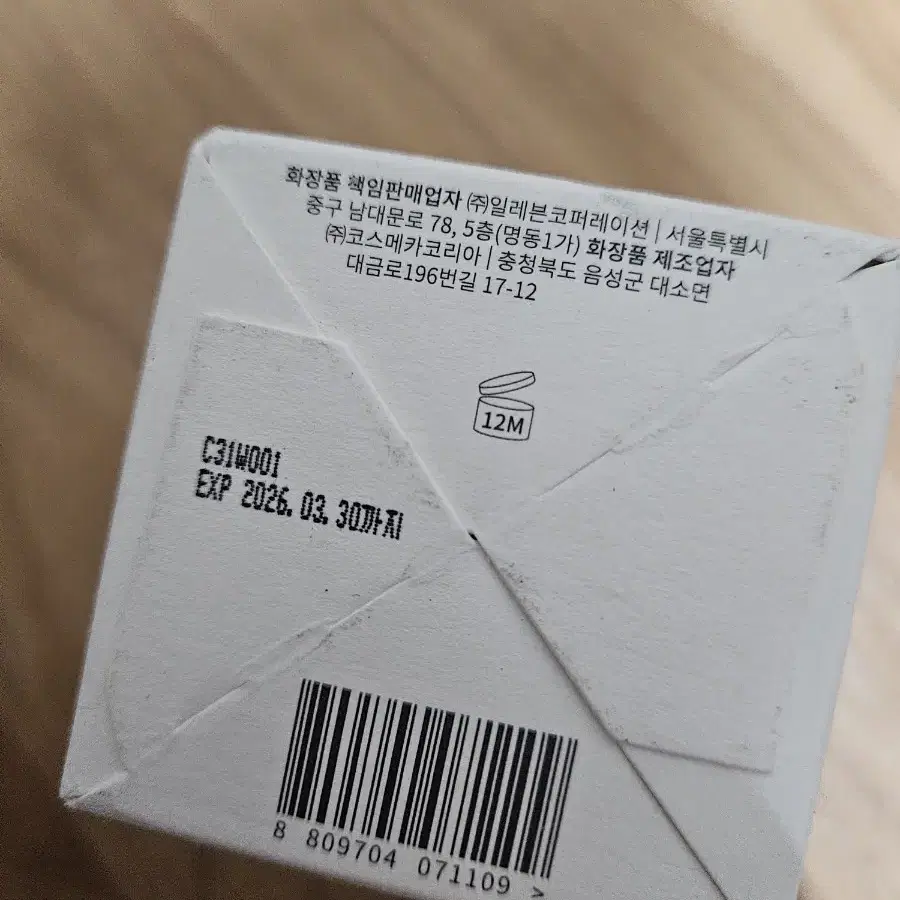 화장품 책임판매업자 ㈜일레븐코퍼레이션 | 서울특별시
중구 남대문로 78, 5층(명동1가) 화장품 제조업자
㈜코스메카코리아 | 충청북도 음성군 대소면
대금로196번길 17-12
12M
C31W001
EXP 2026. 03. 30까지
8 809704 071109 >